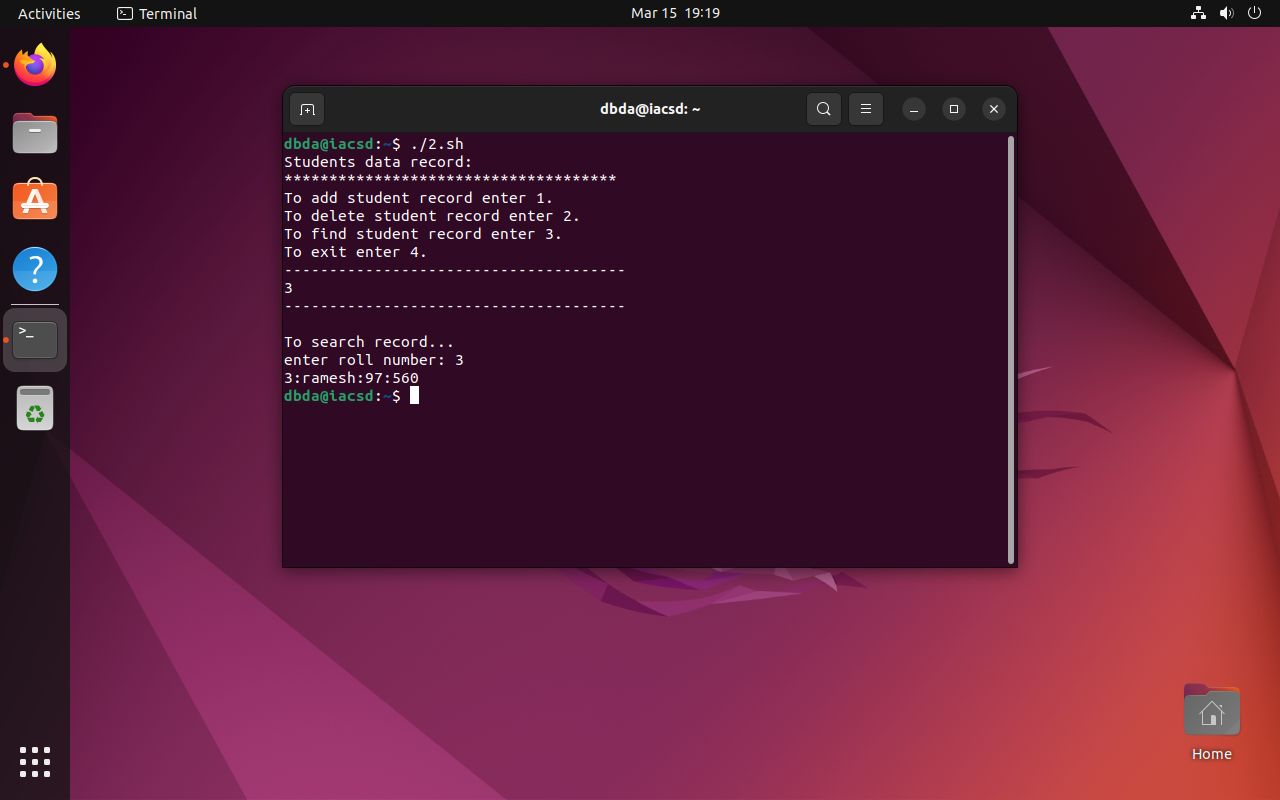 Activities
Terminal
Mar 15 19:19
dbda@iacsd: ~
dbda@iacsd:~$ ./2.sh
Students data record:
*************************************
To add student record enter 1.
To delete student record enter 2.
To find student record enter 3.
To exit enter 4.
--------------------------------------
3
--------------------------------------
To search record...
enter roll number: 3
3:ramesh:97:560
dbda@iacsd:~$
Home